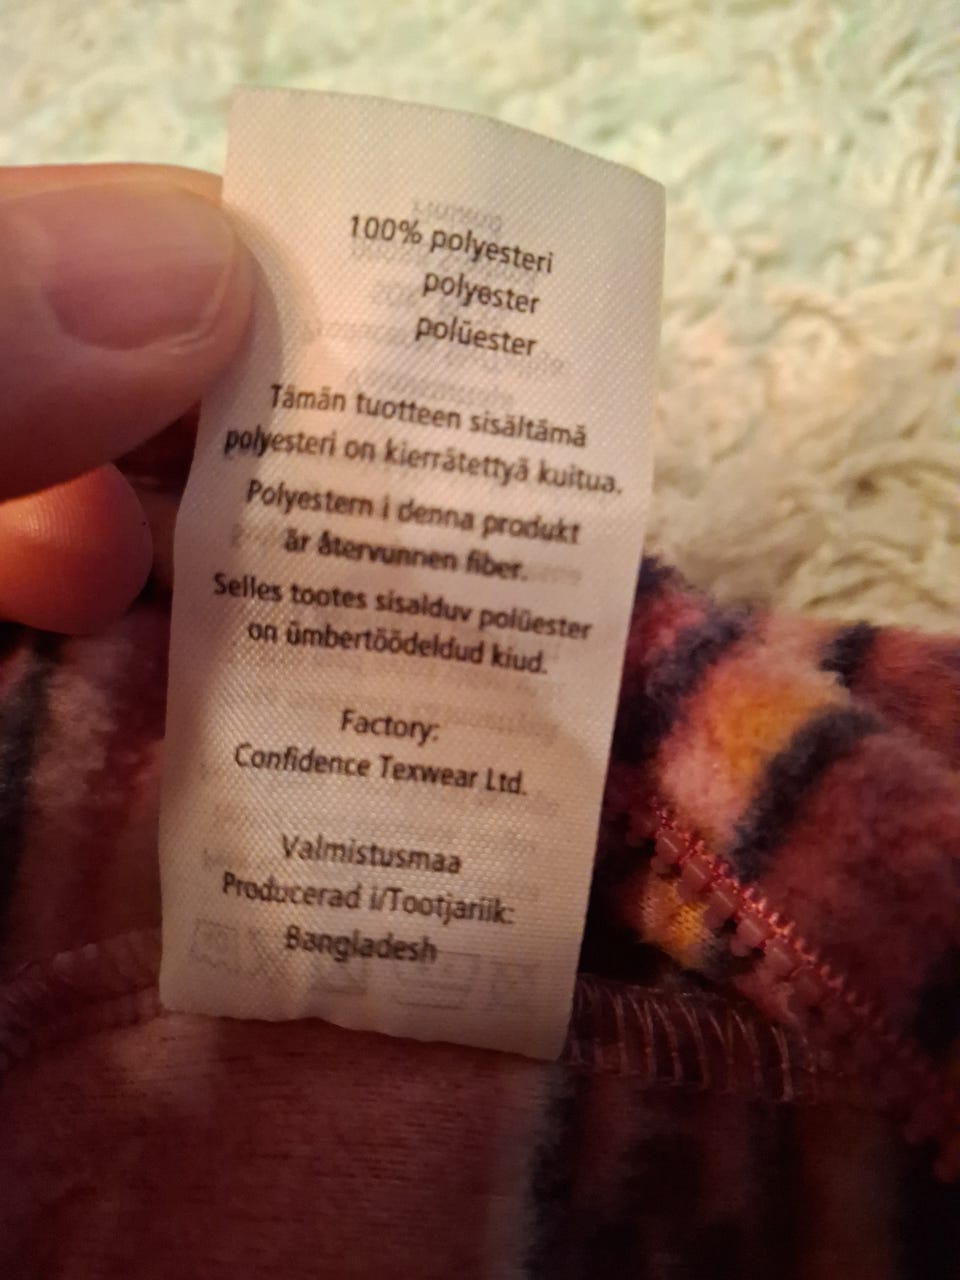 100% polyesteri
polyester
polüester
Tämän tuotteen sisältämä
polyesteri on kierrätettyä kuitua.
Polyestern i denna produkt
är återvunnen fiber.
Selles tootes sisalduv polüester
on ümbertöödeldud kiud.
Factory:
Confidence Texwear Ltd.
Valmistusmaa
Producerad i/Tootjariik:
Bangladesh